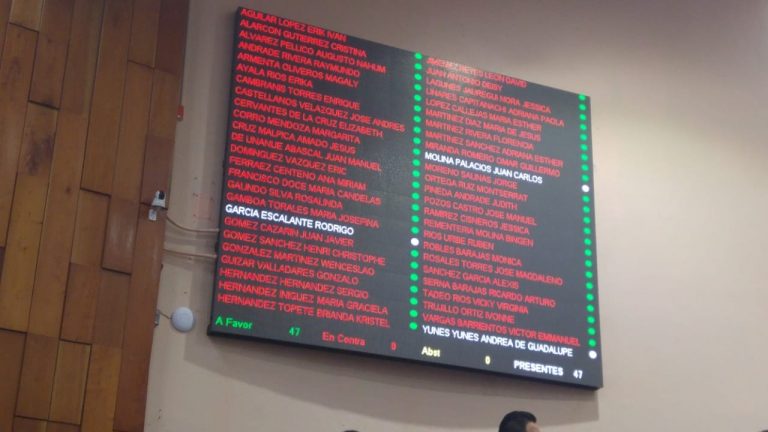 AGUILAR LOPEZ ERIK IVAN
ALARCON GUTIERREZ CRISTINA
ALVAREZ PELLICO AUGUSTO NAHUM
ANDRADE RIVERA RAYMUNDO
ARMENTA OLIVEROS MAGALY
AYALA RIOS ERIKA
CAMBRANIS TORRES ENRIQUE
CASTELLANOS VELAZQUEZ JOSE ANDRES
CERVANTES DE LA CRUZ ELIZABETH
CORRO MENDOZA MARGARITA
CRUZ MALPICA AMADO JESUS
DE UNANUE ABASCAL JUAN MANUEL
DOMINGUEZ VAZQUEZ ERIC
FERRAEZ CENTENO ANA MIRIAM
FRANCISCO DOCE MARIA CANDELAS
GALINDO SILVA ROSALINDA
GAMBOA TORALES MARIA JOSEFINA
GARCIA ESCALANTE RODRIGO
GOMEZ CAZARIN JUAN JAVIER
GOMEZ SANCHEZ HENRI CHRISTOPHE
GONZALEZ MARTINEZ WENCESLAO
GUIZAR VALLADARES GONZALO
HERNANDEZ HERNANDEZ SERGIO
HERNANDEZ IÑIGUEZ MARIA GRACIELA
HERNANDEZ TOPETE BRIANDA KRISTEL
JIMENEZ REYES LEON DAVID
JUAN ANTONIO DEISY
LAGUNES JAUREGUI NORA JESSICA
LINARES CAPITANACHI ADRIANA PAOLA
LOPEZ CALLEJAS MARIA ESTHER
MARTINEZ DIAZ MARIA DE JESUS
MARTINEZ RIVERA FLORENCIA
MARTINEZ SANCHEZ ADRIANA ESTHER
MIRANDA ROMERO OMAR GUILLERMO
MOLINA PALACIOS JUAN CARLOS
MORENO SALINAS JORGE
ORTEGA RUIZ MONTSERRAT
PINEDA ANDRADE JUDITH
POZOS CASTRO JOSE MANUEL
RAMIREZ CISNEROS JESSICA
REMENTERIA MOLINA BINGEN
RIOS URIBE RUBEN
ROBLES BARAJAS MONICA
ROSALES TORRES JOSE MAGDALENO
SANCHEZ GARCIA ALEXIS
SERNA BARAJAS RICARDO ARTURO
TADEO RIOS VICKY VIRGINIA
TRUJILLO ORTIZ IVONNE
VARGAS BARRIENTOS VICTOR EMMANUEL
YUNES YUNES ANDREA DE GUADALUPE
A Favor 47 En Contra 0 Abst 0 PRESENTES 47